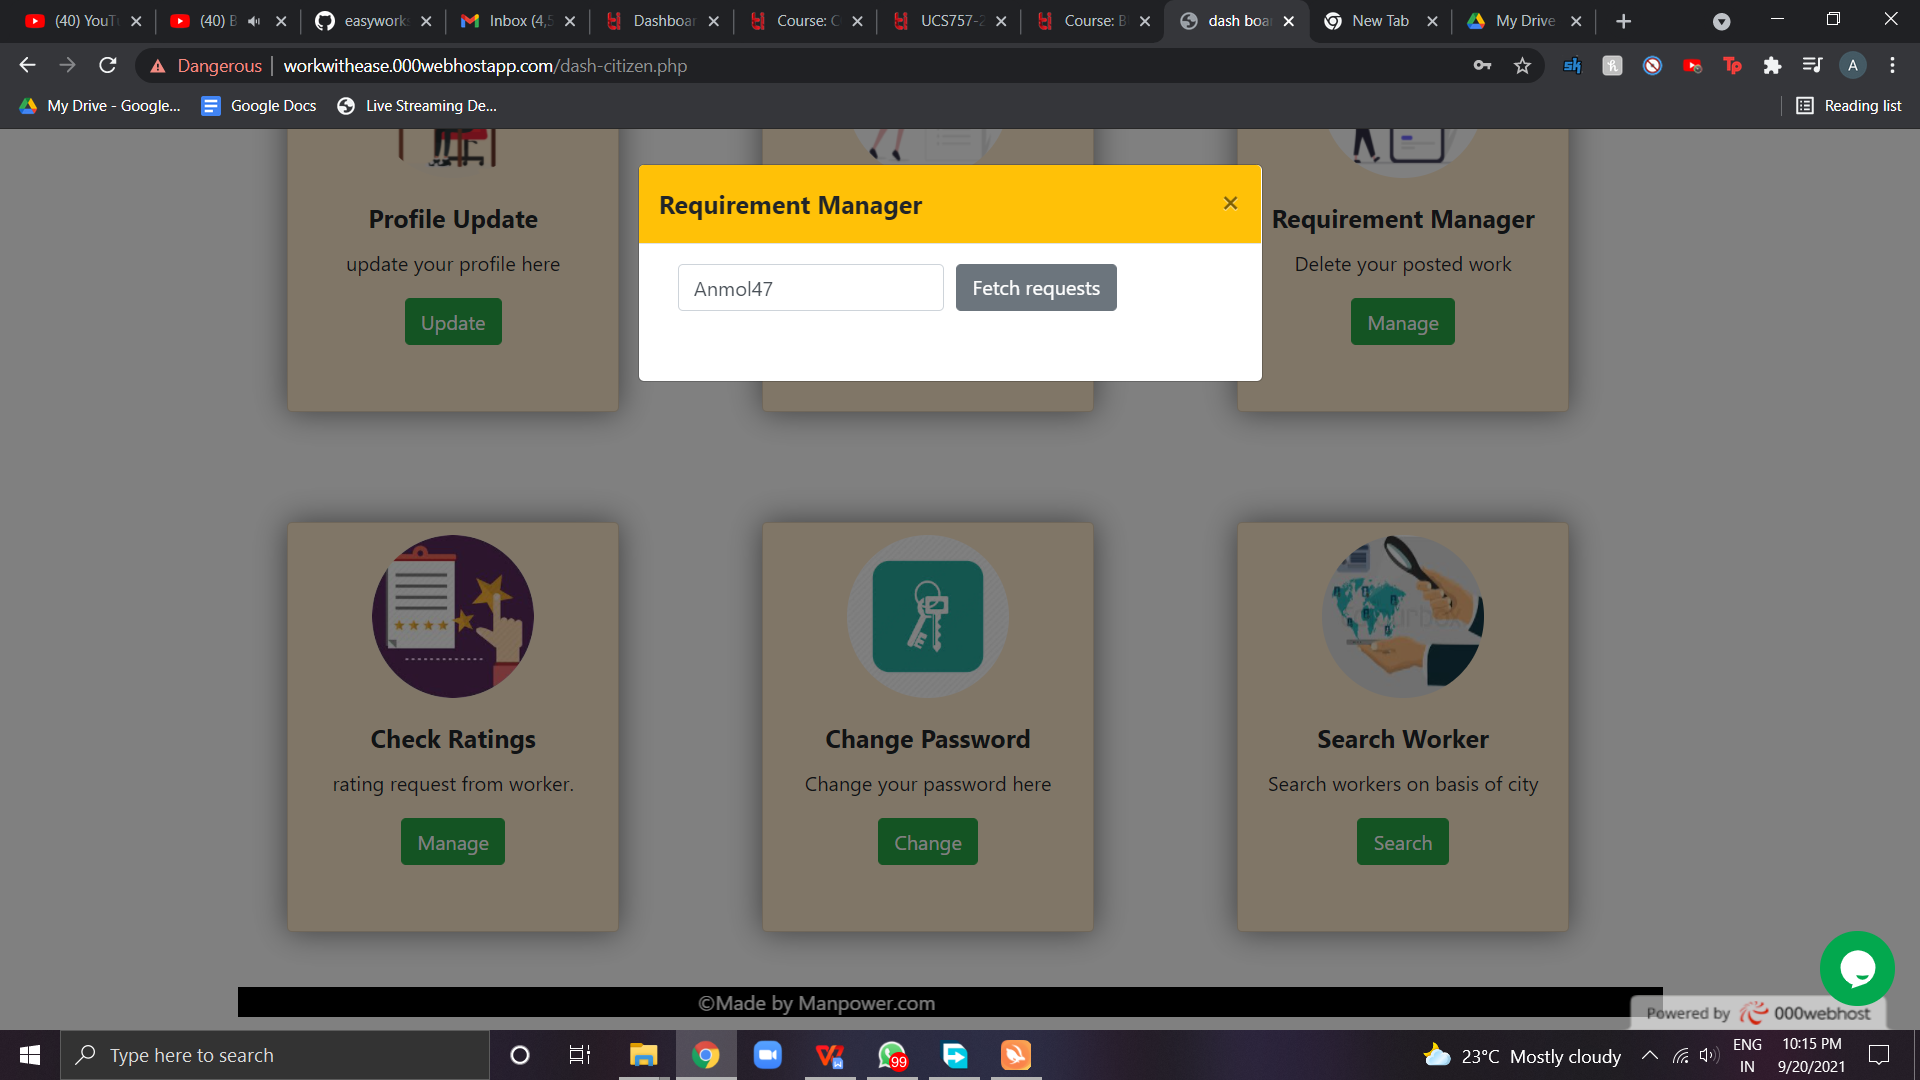 (40) YouTu
(40) B
easywork
Inbox (4,5
Dashboar
Course: C
UCS757-2
Course: B
dash boa
New Tab
My Drive
Dangerous
workwithease.000webhostapp.com/dash-citizen.php
A
My Drive - Google...
Google Docs
Live Streaming De...
Reading list
Requirement Manager
×
Anmol47
Fetch requests
Profile Update
update your profile here
Update
Requirement Manager
Delete your posted work
Manage
Check Ratings
rating request from worker.
Manage
Change Password
Change your password here
Change
Search Worker
Search workers on basis of city
Search
©Made by Manpower.com
Powered by 000webhost
Type here to search
99
23°C Mostly cloudy
ENG
IN
10:15 PM
9/20/2021